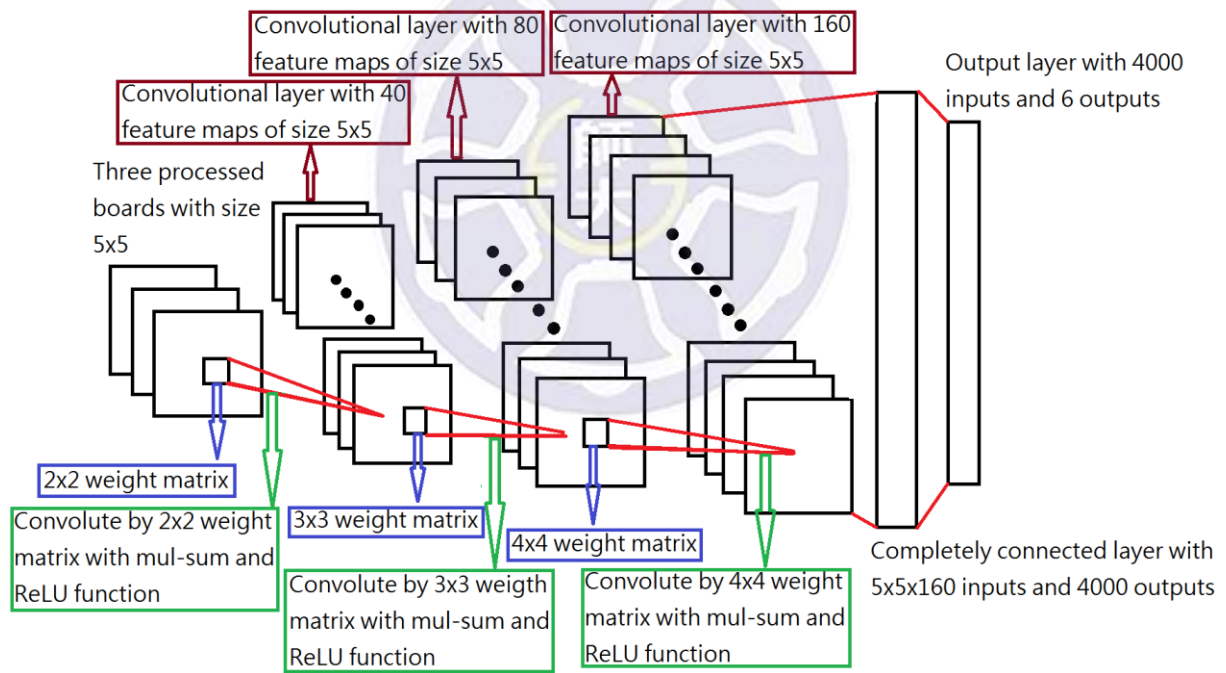 Convolutional layer with 80
feature maps of size 5x5
Convolutional layer with 160
feature maps of size 5x5
Convolutional layer with 40
feature maps of size 5x5
Output layer with 4000
inputs and 6 outputs
Three processed
boards with size
5x5
2x2 weight matrix
3x3 weight matrix
4x4 weight matrix
Convolute by 2x2 weight
matrix with mul-sum and
ReLU function
Convolute by 3x3 weigth
matrix with mul-sum and
ReLU function
Convolute by 4x4 weight
matrix with mul-sum and
ReLU function
Completely connected layer with
5x5x160 inputs and 4000 outputs